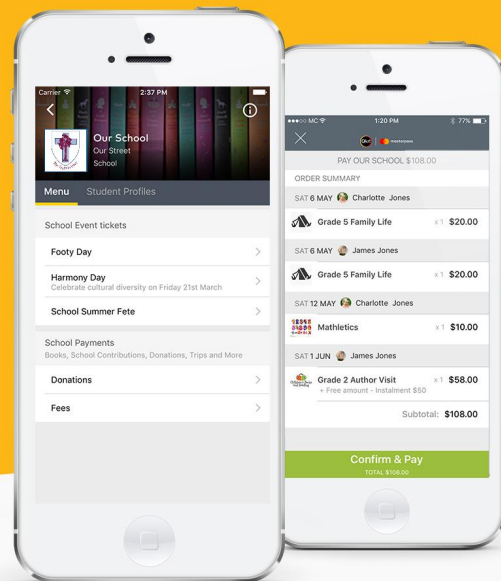 Carrier 2:37 PM
Our School
Our Street
School
Menu Student Profiles
School Event tickets
Footy Day
Harmony Day
Celebrate cultural diversity on Friday 21st March
School Summer Fete
School Payments
Books, School Contributions, Donations, Trips and More
Donations
Fees
MC 1:20 PM 77%
Qkr! masterpass
PAY OUR SCHOOL $108.00
ORDER SUMMARY
SAT 6 MAY Charlotte Jones
Grade 5 Family Life x 1 $20.00
SAT 6 MAY James Jones
Grade 5 Family Life x 1 $20.00
SAT 12 MAY Charlotte Jones
Mathletics x 1 $10.00
SAT 1 JUN James Jones
Grade 2 Author Visit x 1 $58.00
+ Free amount - Instalment $50
Subtotal: $108.00
Confirm & Pay
TOTAL $108.00